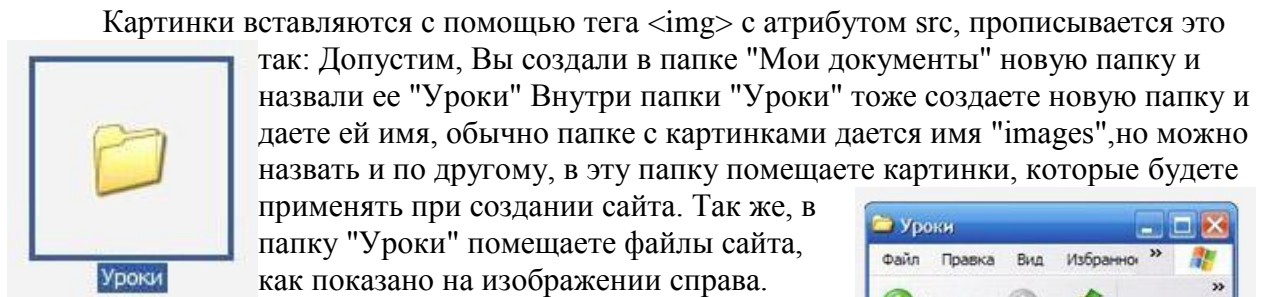 Картинки вставляются с помощью тега <img> с атрибутом src, прописывается это
так: Допустим, Вы создали в папке "Мои документы" новую папку и
назвали ее "Уроки" Внутри папки "Уроки" тоже создаете новую папку и
даете ей имя, обычно папке с картинками дается имя "images",но можно
назвать и по другому, в эту папку помещаете картинки, которые будете
применять при создании сайта. Так же, в
папку "Уроки" помещаете файлы сайта,
как показано на изображении справа.
Уроки
Уроки
Файл Правка Вид Избранно »
»